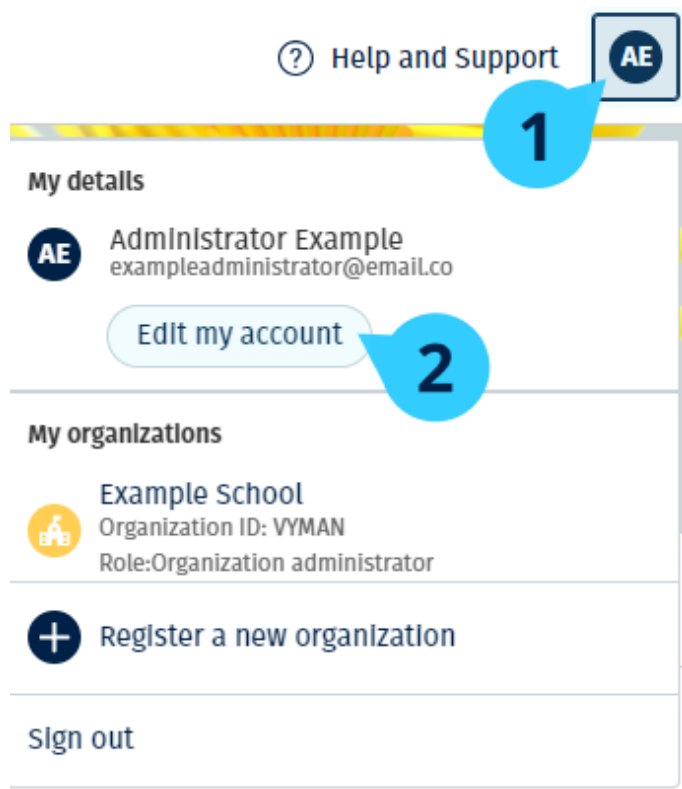 ? Help and Support AE
1
My details
AE Administrator Example
exampleadministrator@email.co
Edit my account
2
My organizations
Example School
Organization ID: VYMAN
Role:Organization administrator
Register a new organization
Sign out